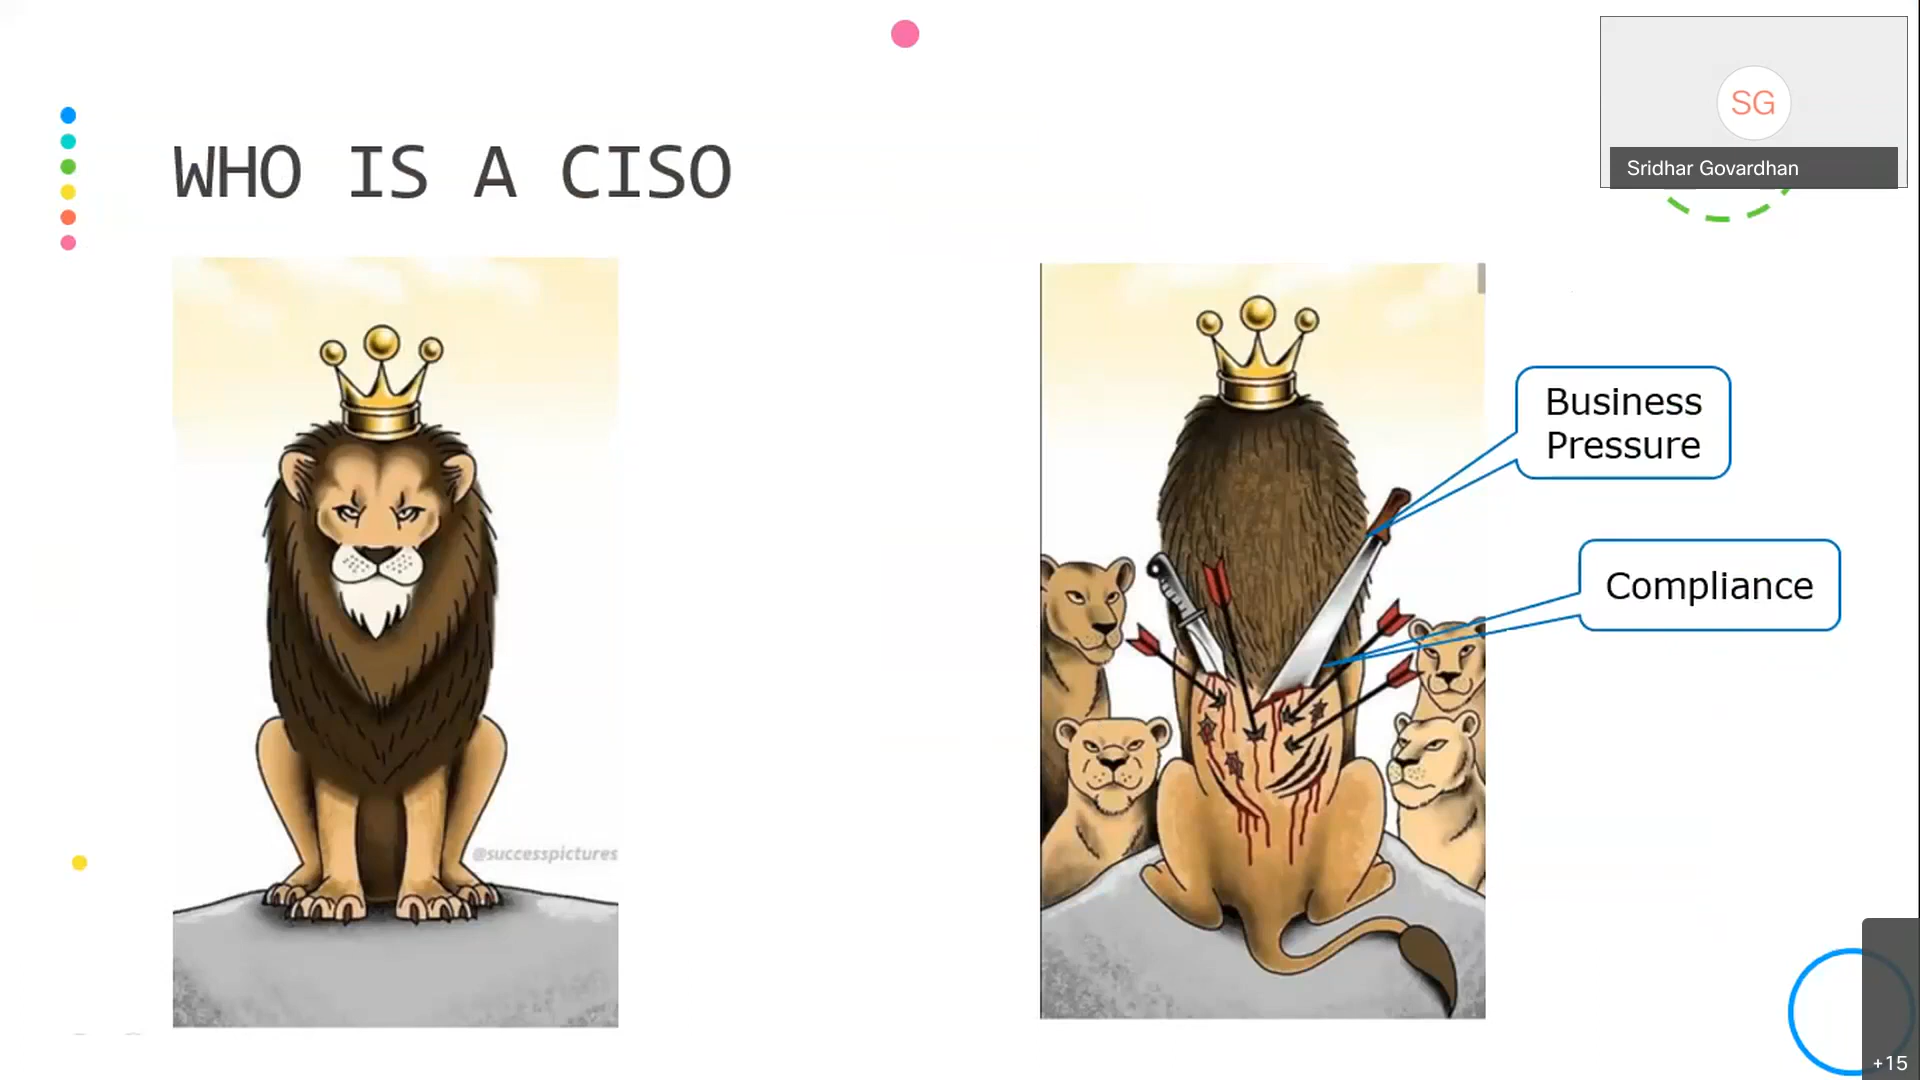 SG
Sridhar Govardhan
WHO IS A CISO
Business
Pressure
Compliance
@successpictures
+15